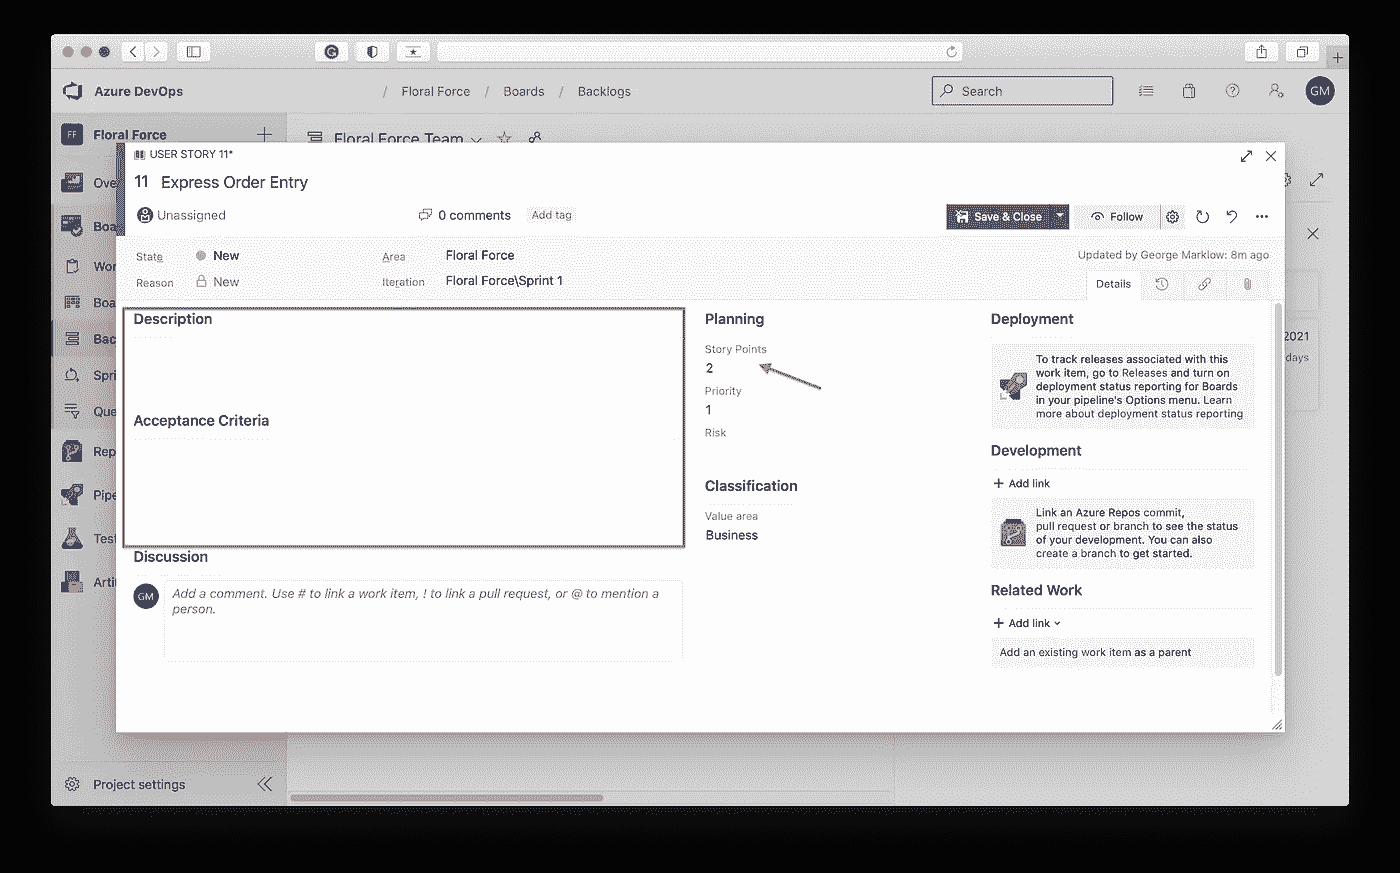 Azure DevOps
/ Floral Force / Boards / Backlogs
Search
GM
FF Floral Force
Floral Force Team
USER STORY 11*
11 Express Order Entry
Unassigned
0 comments
Add tag
Save & Close
Follow
State
New
Area
Floral Force
Updated by George Marklow: 8m ago
Reason
New
Iteration
Floral Force\Sprint 1
Details
Description
Acceptance Criteria
Discussion
GM
Add a comment. Use # to link a work item, ! to link a pull request, or @ to mention a
person.
Planning
Story Points
2
Priority
1
Risk
Classification
Value area
Business
Deployment
To track releases associated with this
work item, go to Releases and turn on
deployment status reporting for Boards
in your pipeline's Options menu. Learn
more about deployment status reporting
Development
+ Add link
Link an Azure Repos commit,
pull request or branch to see the status
of your development. You can also
create a branch to get started.
Related Work
+ Add link
Add an existing work item as a parent
Ove
Boa
Wor
Boa
Bac
Spri
Que
Rep
Pipe
Test
Arti
2021
days
Project settings